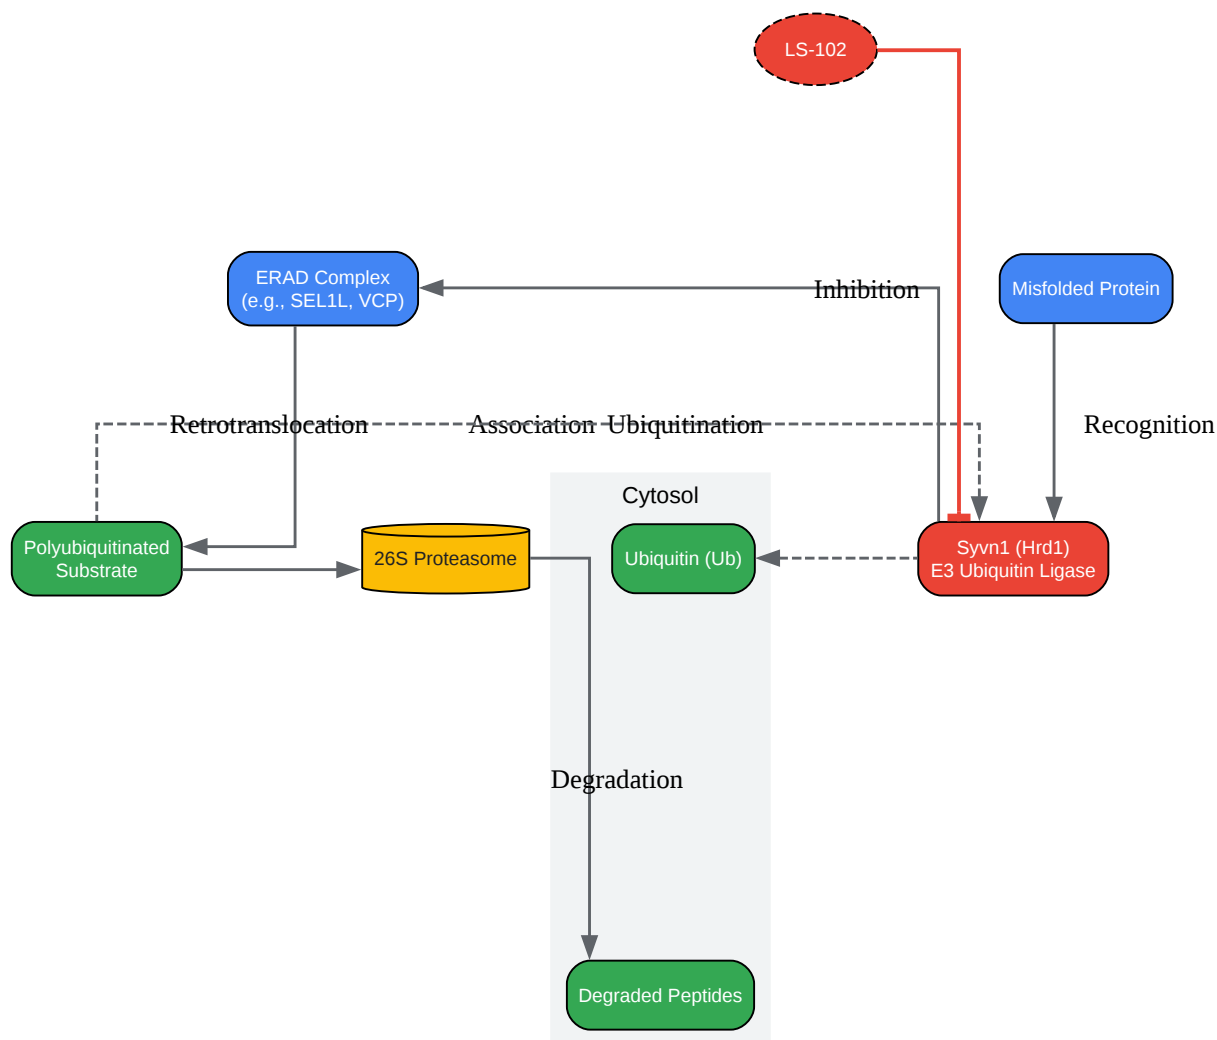 LS-102
ERAD Complex
(e.g., SEL1L, VCP)
Inhibition
Misfolded Protein
Retrotranslocation
Association
Ubiquitination
Recognition
Cytosol
Polyubiquitinated
Substrate
26S Proteasome
Ubiquitin (Ub)
Syvn1 (Hrd1)
E3 Ubiquitin Ligase
Degradation
Degraded Peptides